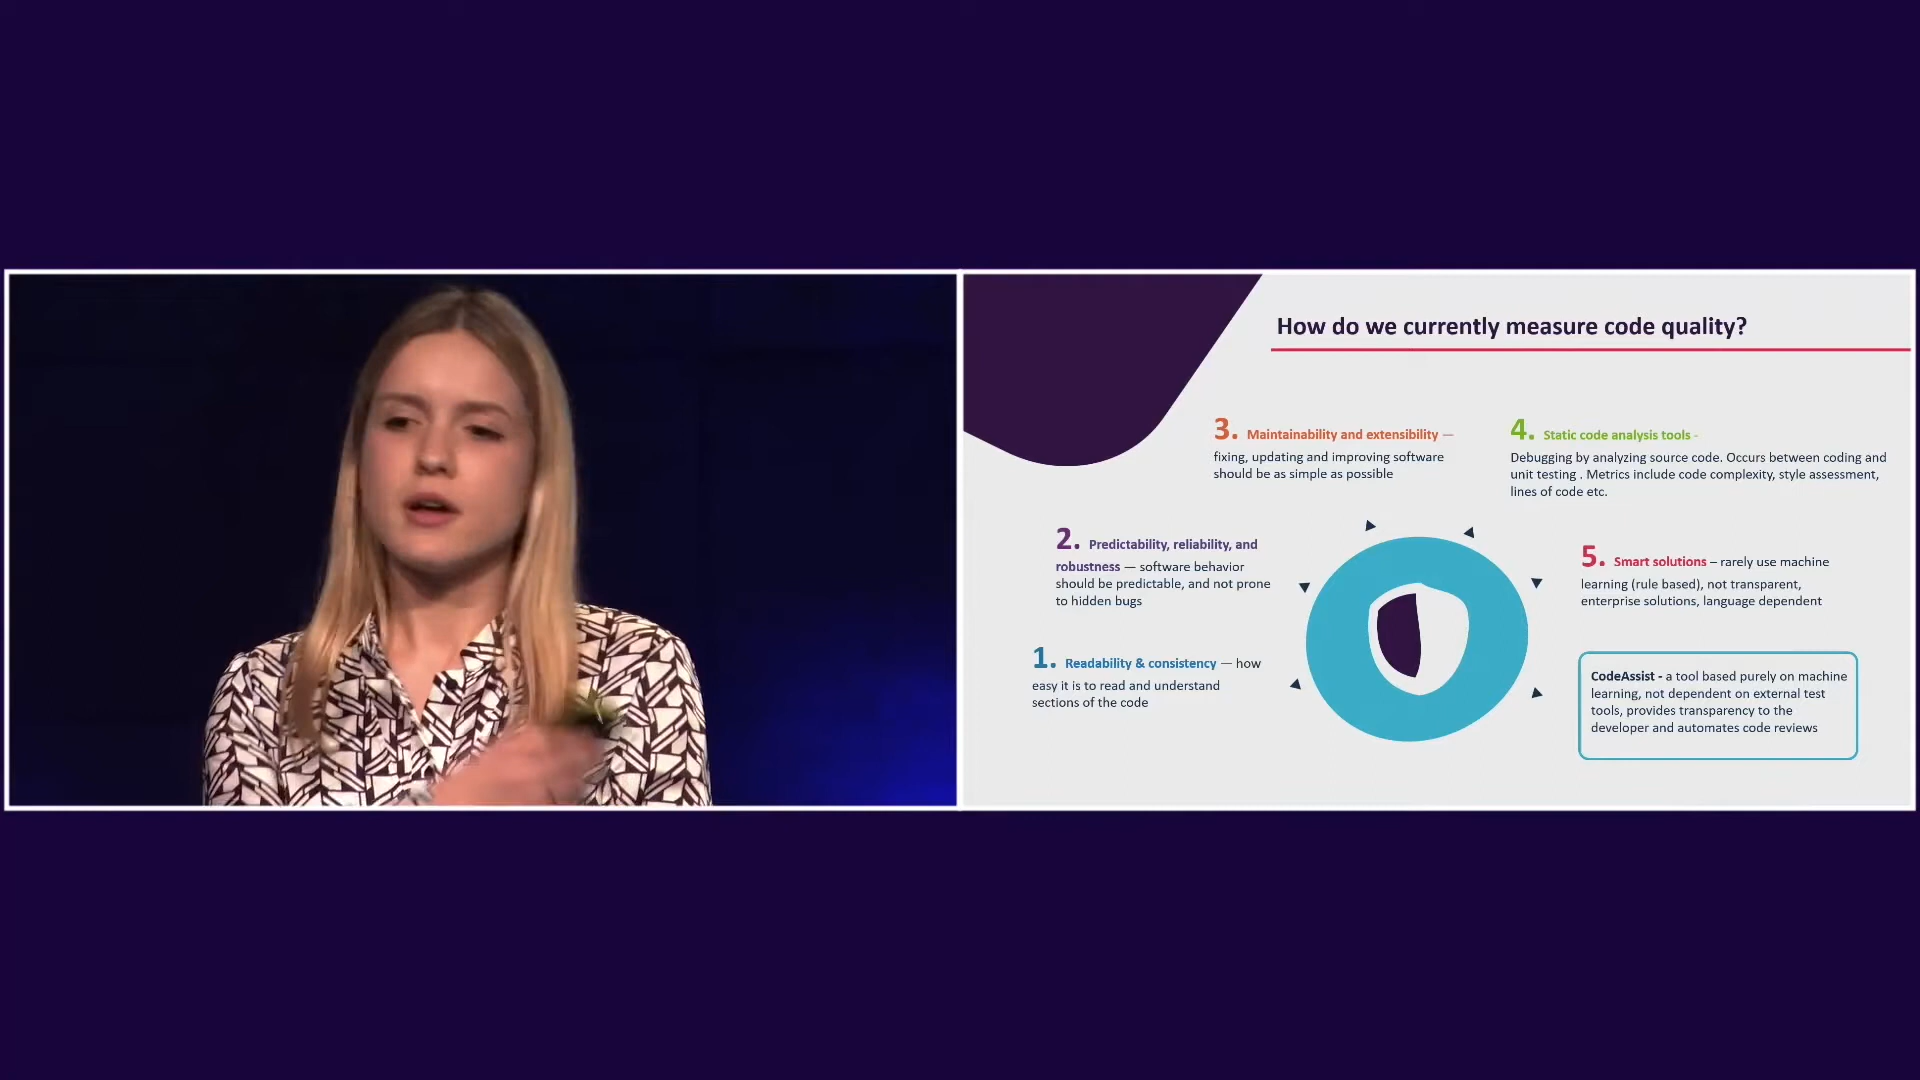 How do we currently measure code quality?
3. Maintainability and extensibility —
fixing, updating and improving software
should be as simple as possible
4. Static code analysis tools -
Debugging by analyzing source code. Occurs between coding and
unit testing . Metrics include code complexity, style assessment,
lines of code etc.
2. Predictability, reliability, and
robustness — software behavior
should be predictable, and not prone
to hidden bugs
5. Smart solutions – rarely use machine
learning (rule based), not transparent,
enterprise solutions, language dependent
1. Readability & consistency — how
easy it is to read and understand
sections of the code
CodeAssist - a tool based purely on machine
learning, not dependent on external test
tools, provides transparency to the
developer and automates code reviews